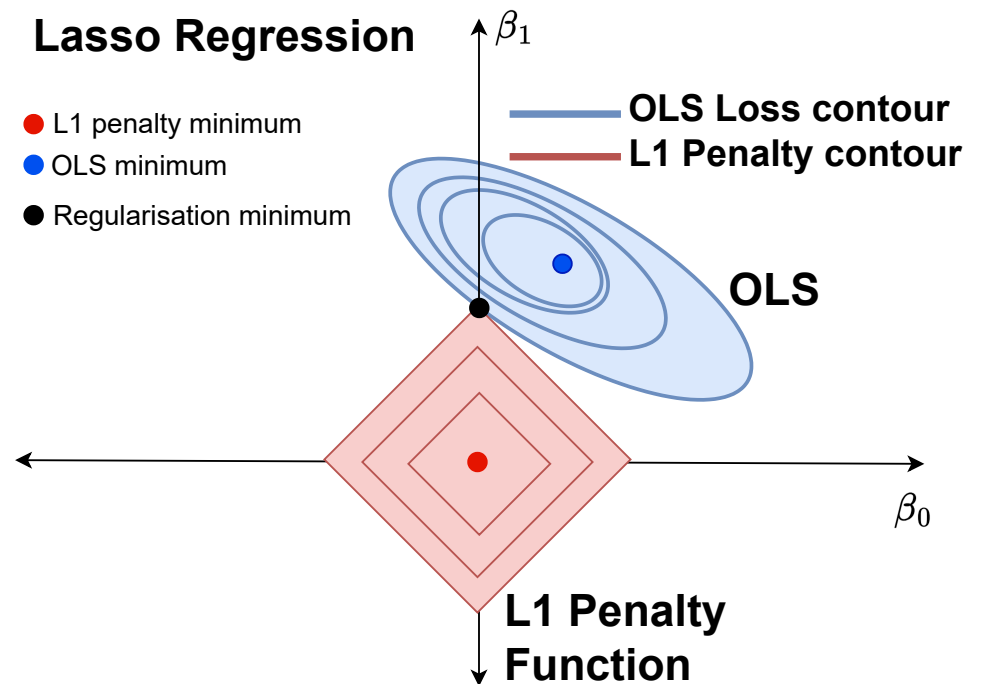 Lasso Regression
β₁
L1 penalty minimum
OLS minimum
Regularisation minimum
OLS Loss contour
L1 Penalty contour
OLS
β₀
L1 Penalty
Function